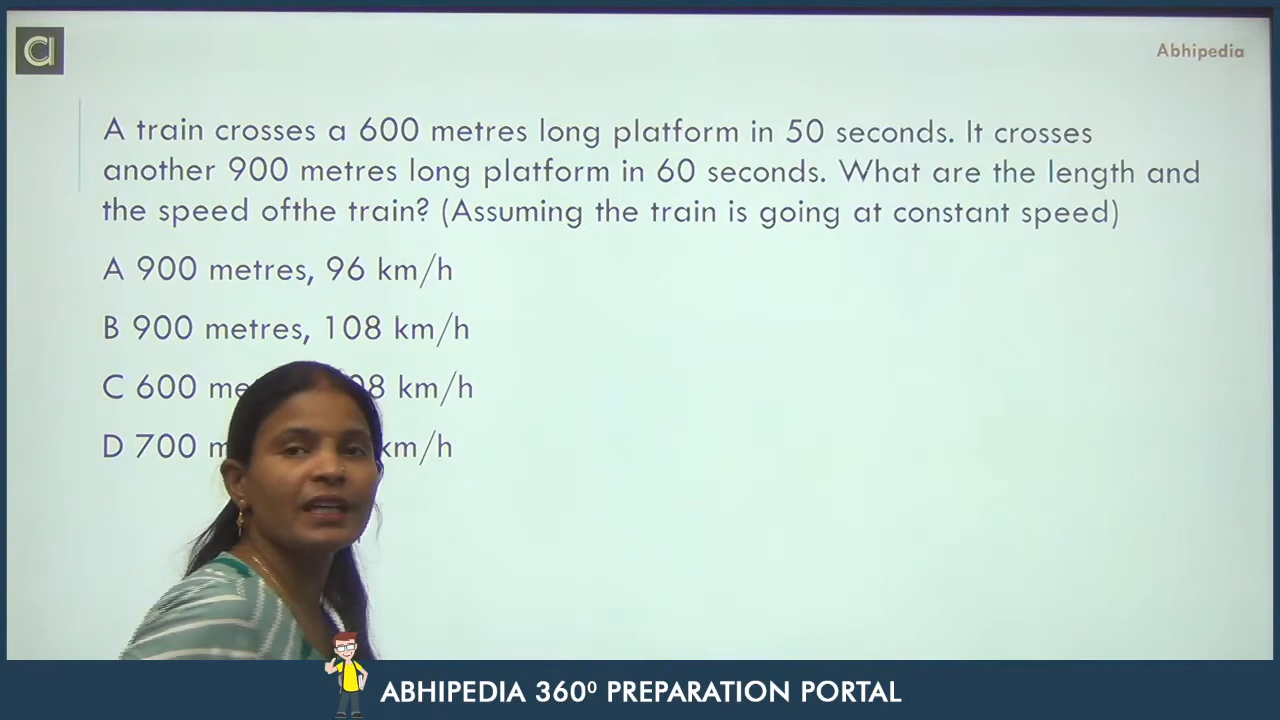 CA
Abhipedia
A train crosses a 600 metres long platform in 50 seconds. It crosses
another 900 metres long platform in 60 seconds. What are the length and
the speed ofthe train? (Assuming the train is going at constant speed)
A 900 metres, 96 km/h
B 900 metres, 108 km/h
C 600 km/h
D 700 km/h
ABHIPEDIA 360⁰ PREPARATION PORTAL